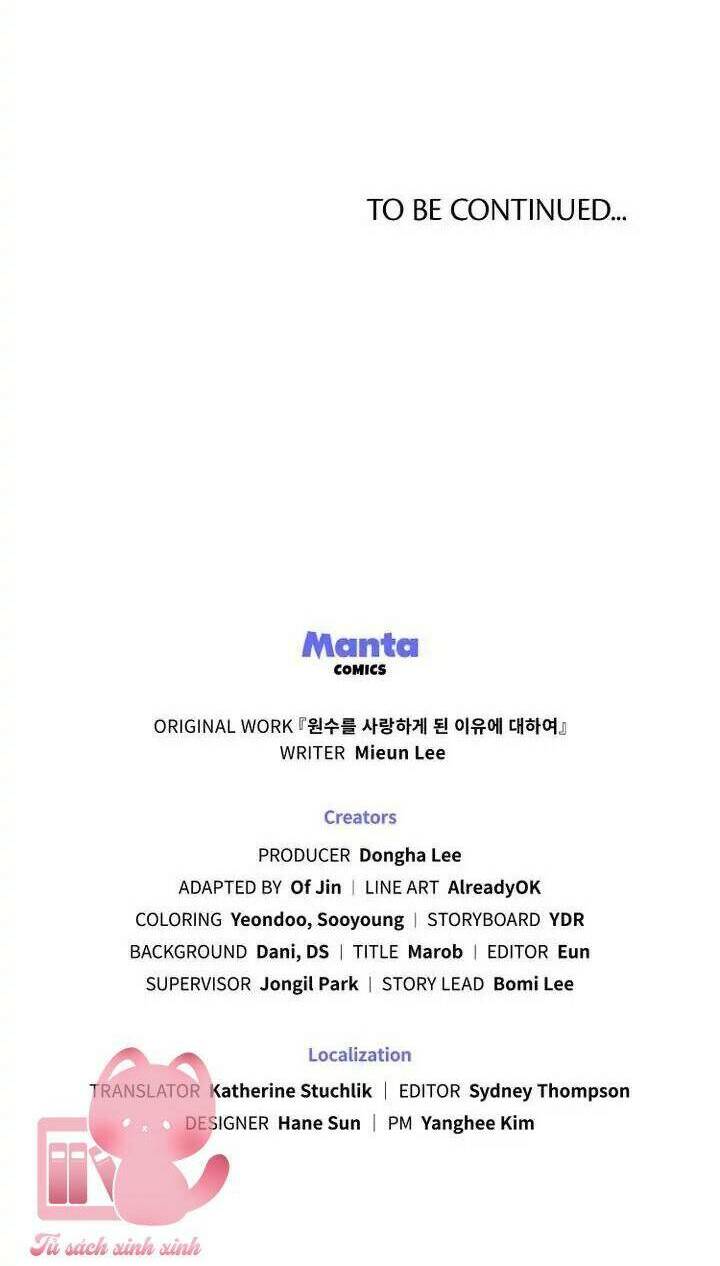 TO BE CONTINUED...
Manta
COMICS
ORIGINAL WORK『원수를 사랑하게 된 이유에 대하여』
WRITER Mieun Lee
Creators
PRODUCER Dongha Lee
ADAPTED BY Of Jin | LINE ART AlreadyOK
COLORING Yeondoo, Sooyoung | STORYBOARD YDR
BACKGROUND Dani, DS | TITLE Marob | EDITOR Eun
SUPERVISOR Jongil Park | STORY LEAD Bomi Lee
Localization
TRANSLATOR Katherine Stuchlik | EDITOR Sydney Thompson
DESIGNER Hane Sun | PM Yanghee Kim
Tủ sách xinh xinh